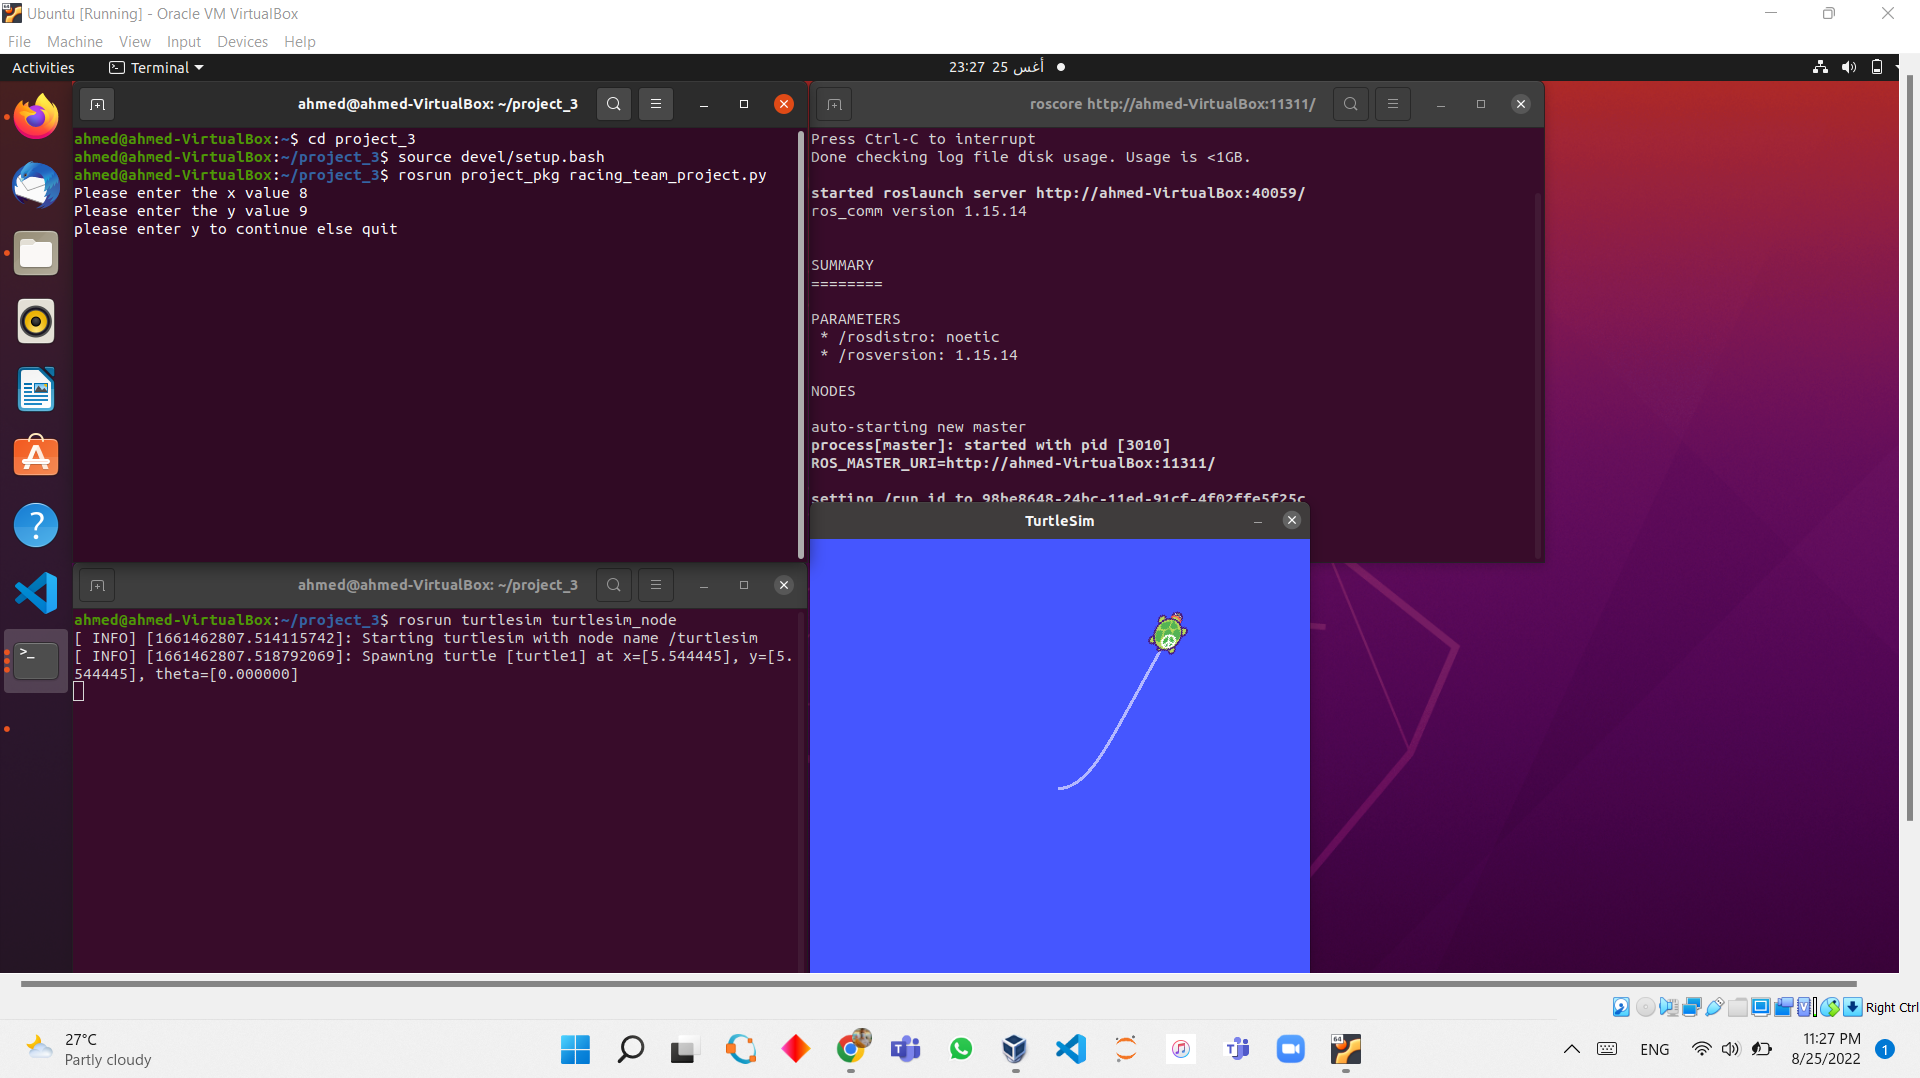 Ubuntu [Running] - Oracle VM VirtualBox
File Machine View Input Devices Help
Activities Terminal 23:27 25 أغس
ahmed@ahmed-VirtualBox: ~/project_3
ahmed@ahmed-VirtualBox:~$ cd project_3
ahmed@ahmed-VirtualBox:~/project_3$ source devel/setup.bash
ahmed@ahmed-VirtualBox:~/project_3$ rosrun project_pkg racing_team_project.py
Please enter the x value 8
Please enter the y value 9
please enter y to continue else quit
roscore http://ahmed-VirtualBox:11311/
Press Ctrl-C to interrupt
Done checking log file disk usage. Usage is <1GB.
started roslaunch server http://ahmed-VirtualBox:40059/
ros_comm version 1.15.14
SUMMARY
========
PARAMETERS
* /rosdistro: noetic
* /rosversion: 1.15.14
NODES
auto-starting new master
process[master]: started with pid [3010]
ROS_MASTER_URI=http://ahmed-VirtualBox:11311/
setting /run_id to 98be8648-24bc-11ed-91cf-4f02ffe5f25c
TurtleSim
ahmed@ahmed-VirtualBox: ~/project_3
ahmed@ahmed-VirtualBox:~/project_3$ rosrun turtlesim turtlesim_node
[ INFO] [1661462807.514115742]: Starting turtlesim with node name /turtlesim
[ INFO] [1661462807.518792069]: Spawning turtle [turtle1] at x=[5.544445], y=[5.
544445], theta=[0.000000]
Right Ctrl
27°C
Partly cloudy
ENG
11:27 PM
8/25/2022
1